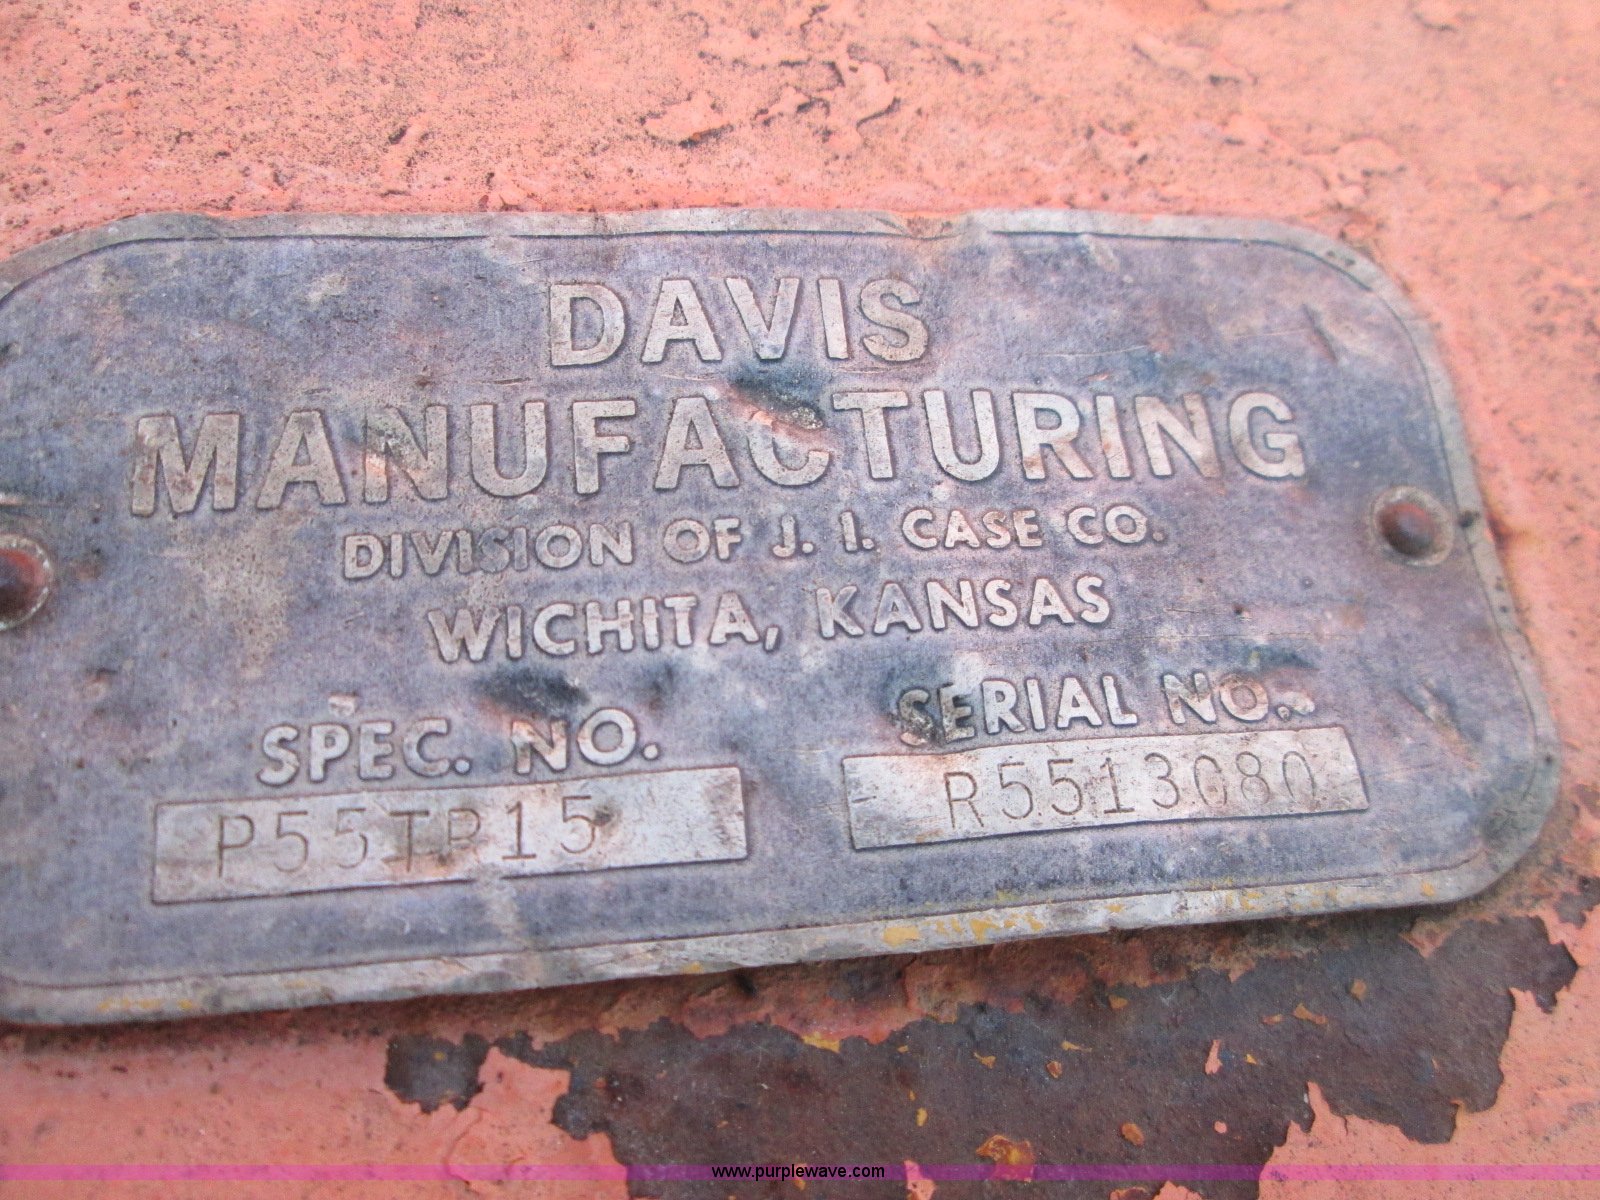 DAVIS
MANUFACTURING
DIVISION OF J. I. CASE CO.
WICHITA, KANSAS
SPEC. NO. SERIAL NO.
P55TP15 R5513080
www.purplewave.com